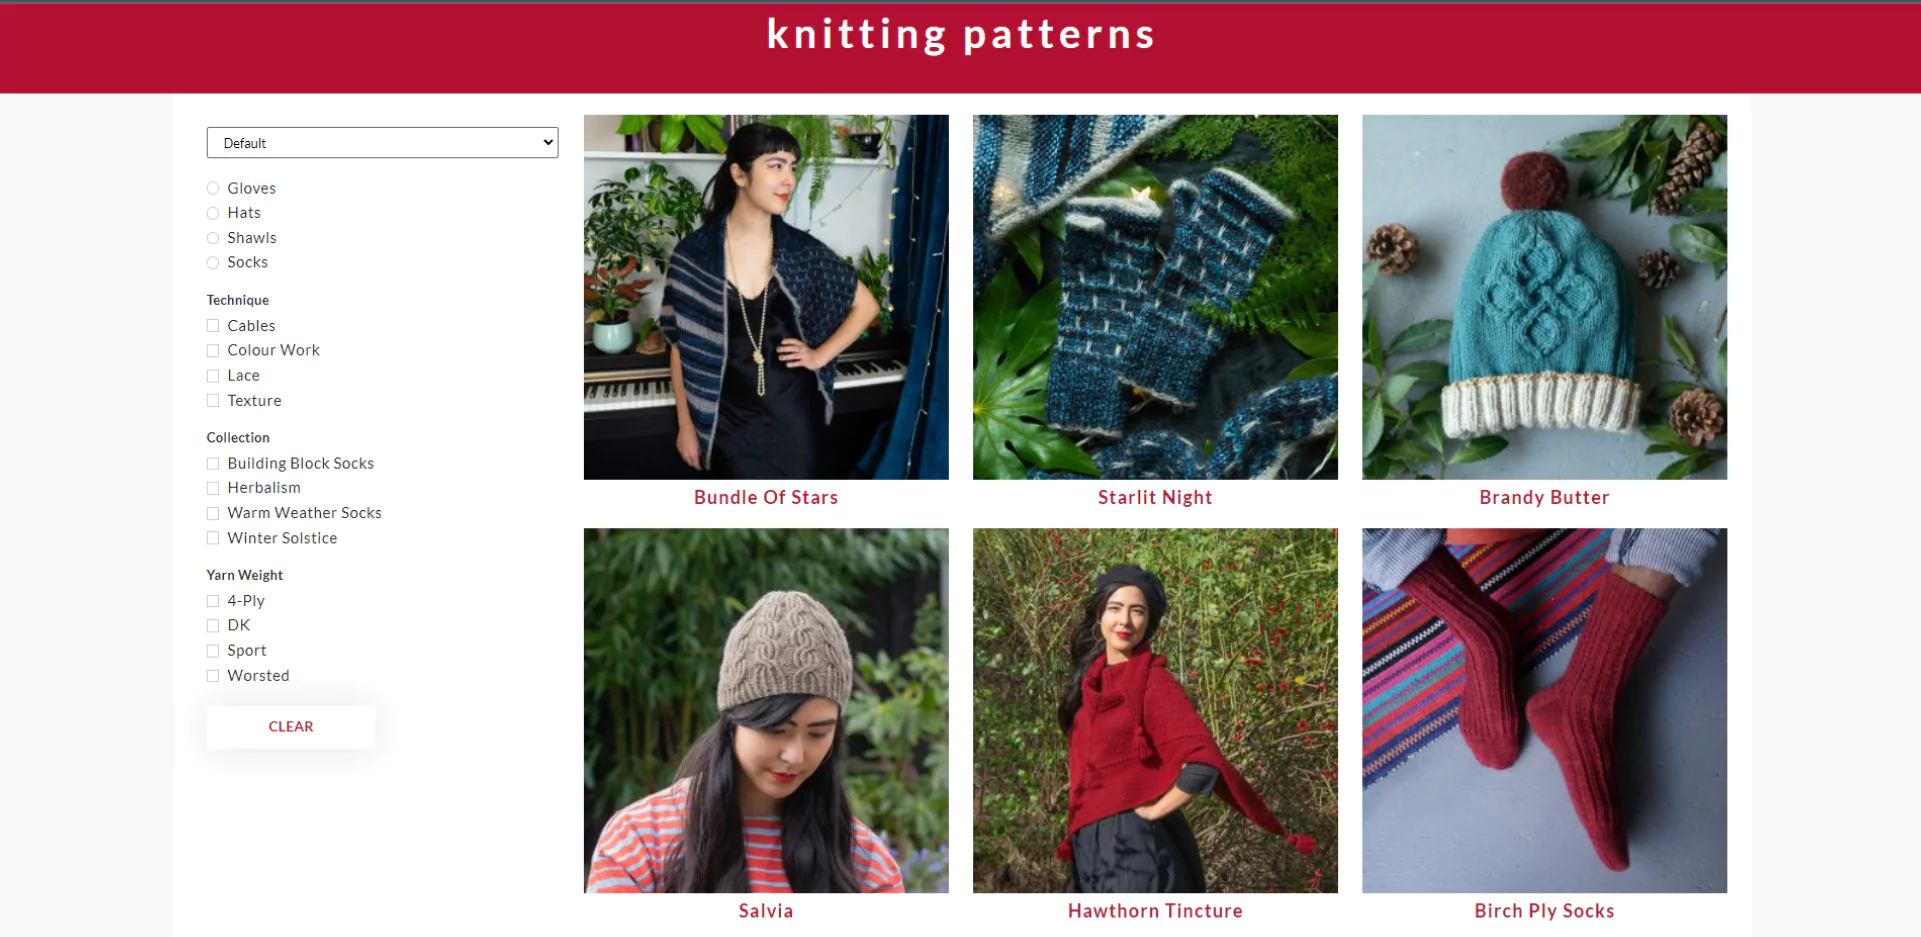 knitting patterns
Default
Gloves
Hats
Shawls
Socks
Technique
Cables
Colour Work
Lace
Texture
Collection
Building Block Socks
Herbalism
Warm Weather Socks
Winter Solstice
Yarn Weight
4-Ply
DK
Sport
Worsted
CLEAR
Bundle Of Stars
Starlit Night
Brandy Butter
Salvia
Hawthorn Tincture
Birch Ply Socks